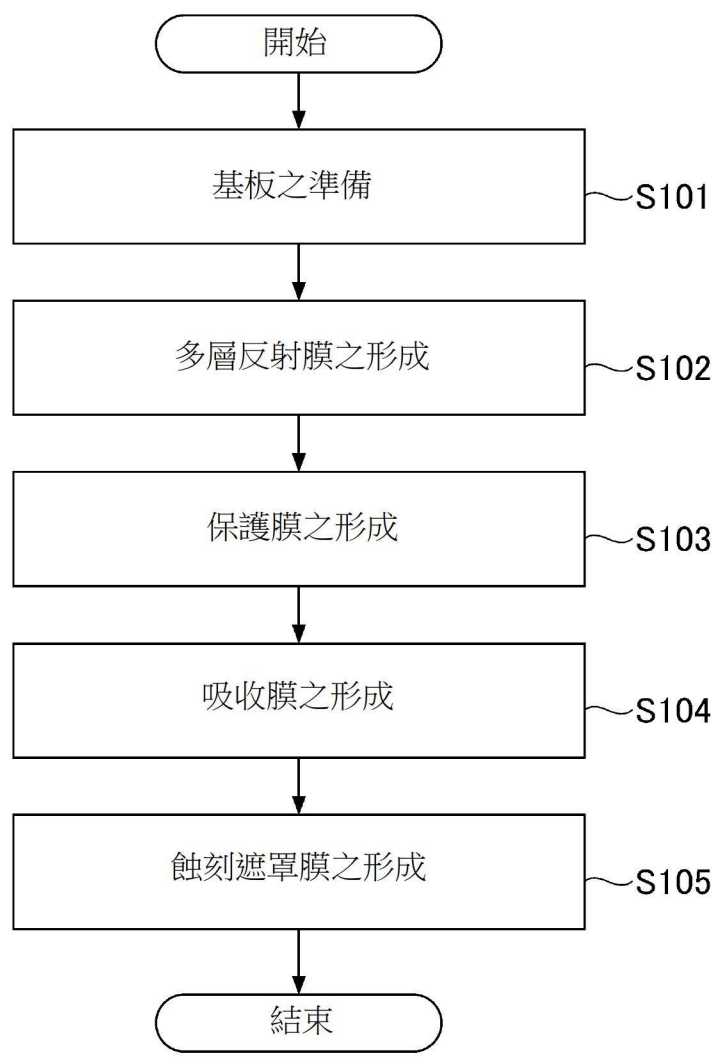 開始
基板之準備
S101
多層反射膜之形成
S102
保護膜之形成
S103
吸收膜之形成
S104
蝕刻遮罩膜之形成
S105
結束